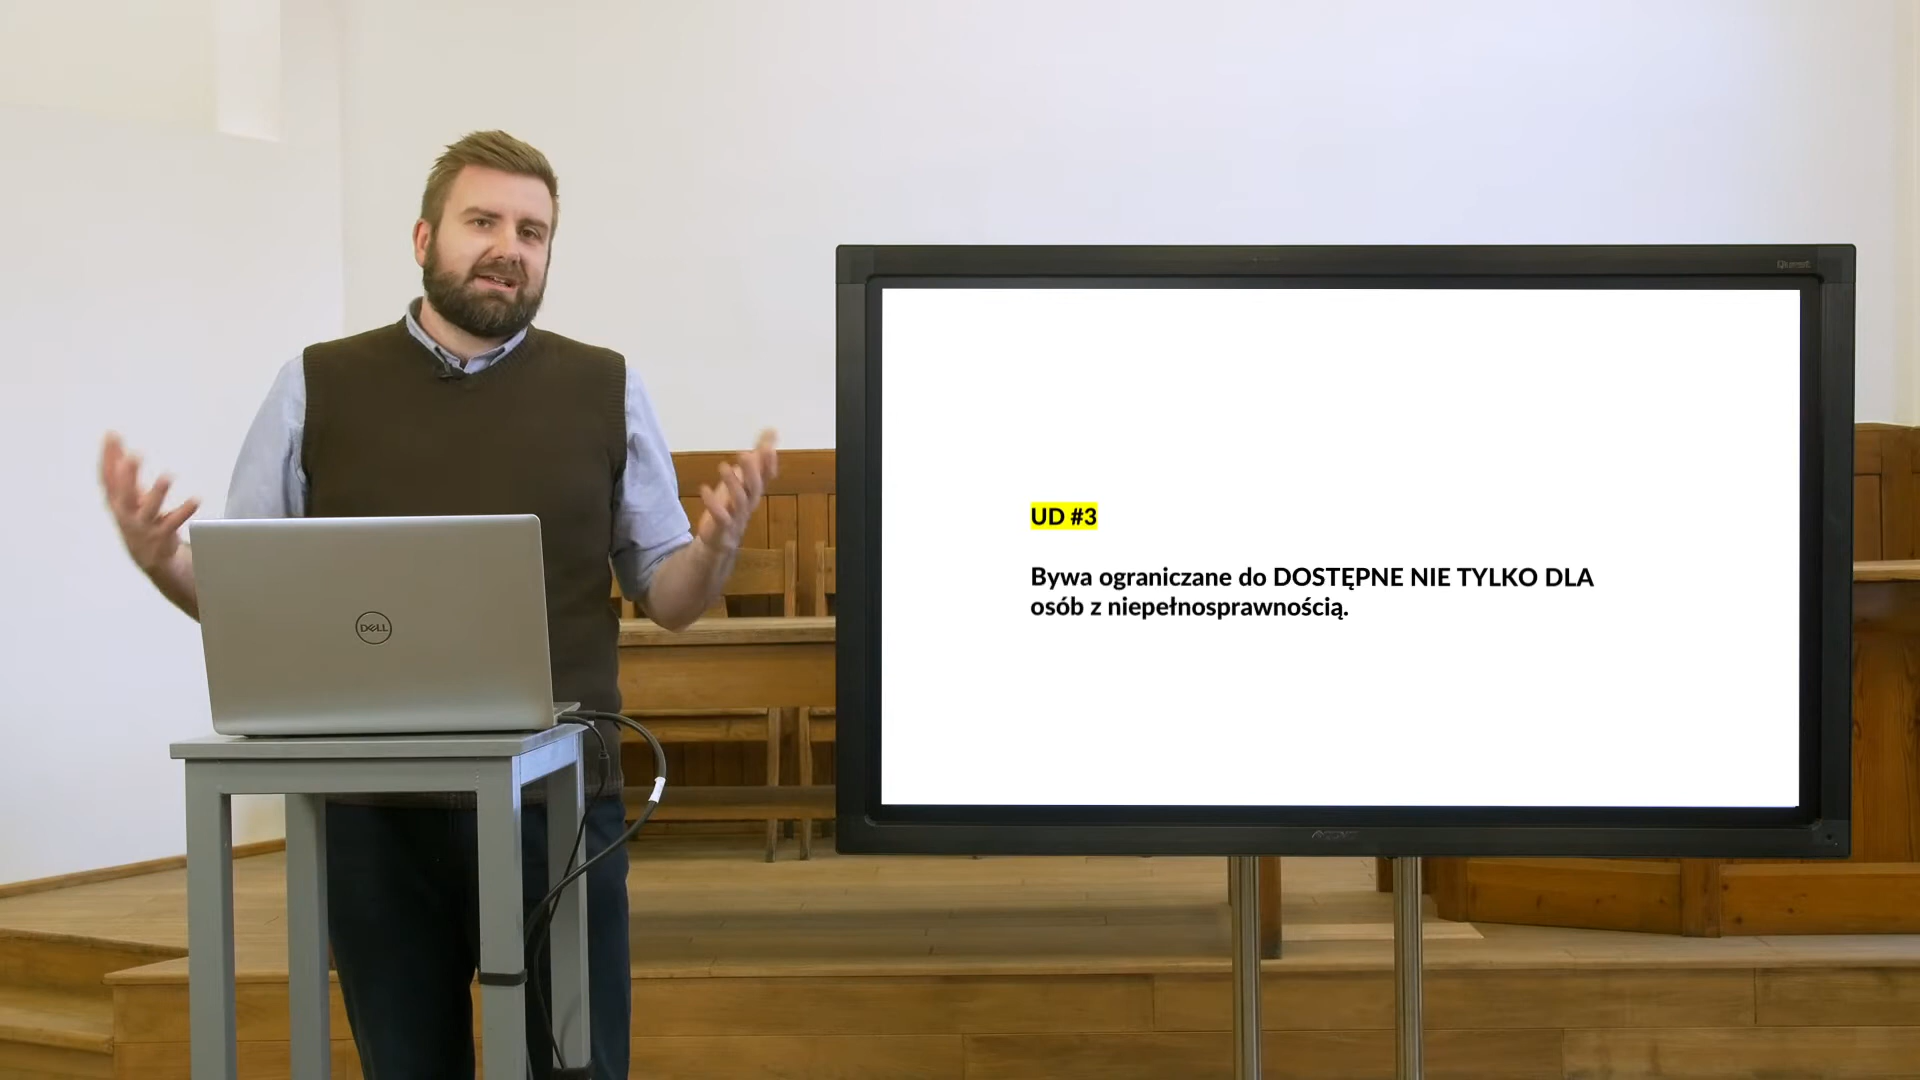 UD #3
Bywa ograniczane do DOSTĘPNE NIE TYLKO DLA
osób z niepełnosprawnością.
DELL